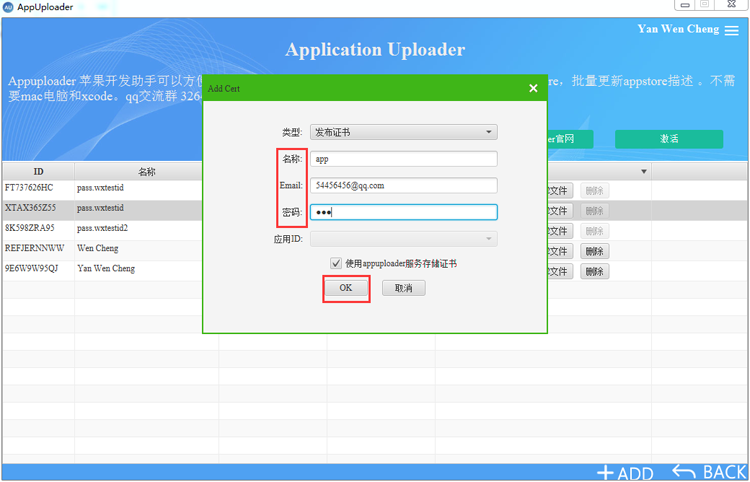 AppUploader
Yan Wen Cheng
Application Uploader
Appuploader 苹果开发助手可以方便
re，批量更新appstore描述 。不需
要mac电脑和xcode。qq交流群 326
er官网
激活
Add Cert
类型:
发布证书
名称:
app
Email:
54456456@qq.com
密码:
●●●
应用ID:
使用appuploader服务存储证书
OK
取消
ID
名称
FT737626HC
pass.wxtestid
文件
删除
XTAX365Z55
pass.wxtestid
文件
删除
8K598ZRA95
pass.wxtestid2
文件
删除
REFJERNNWW
Wen Cheng
文件
删除
9E6W9W95QJ
Yan Wen Cheng
文件
删除
ADD
BACK